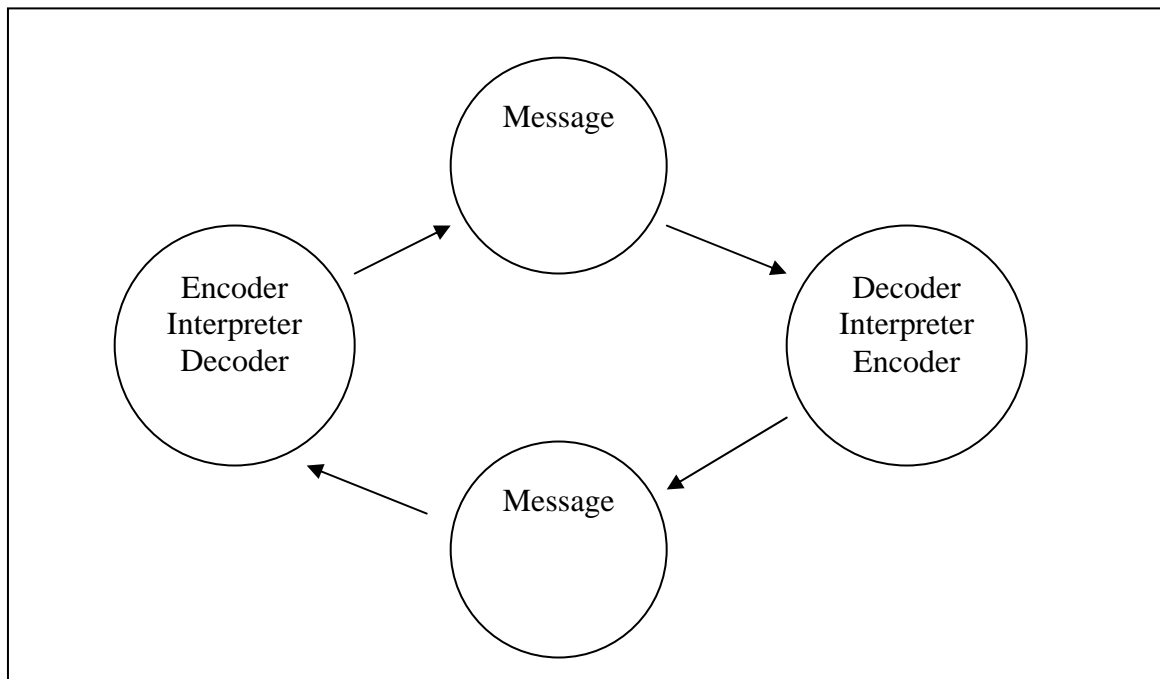 Message
Encoder
Interpreter
Decoder
Decoder
Interpreter
Encoder
Message